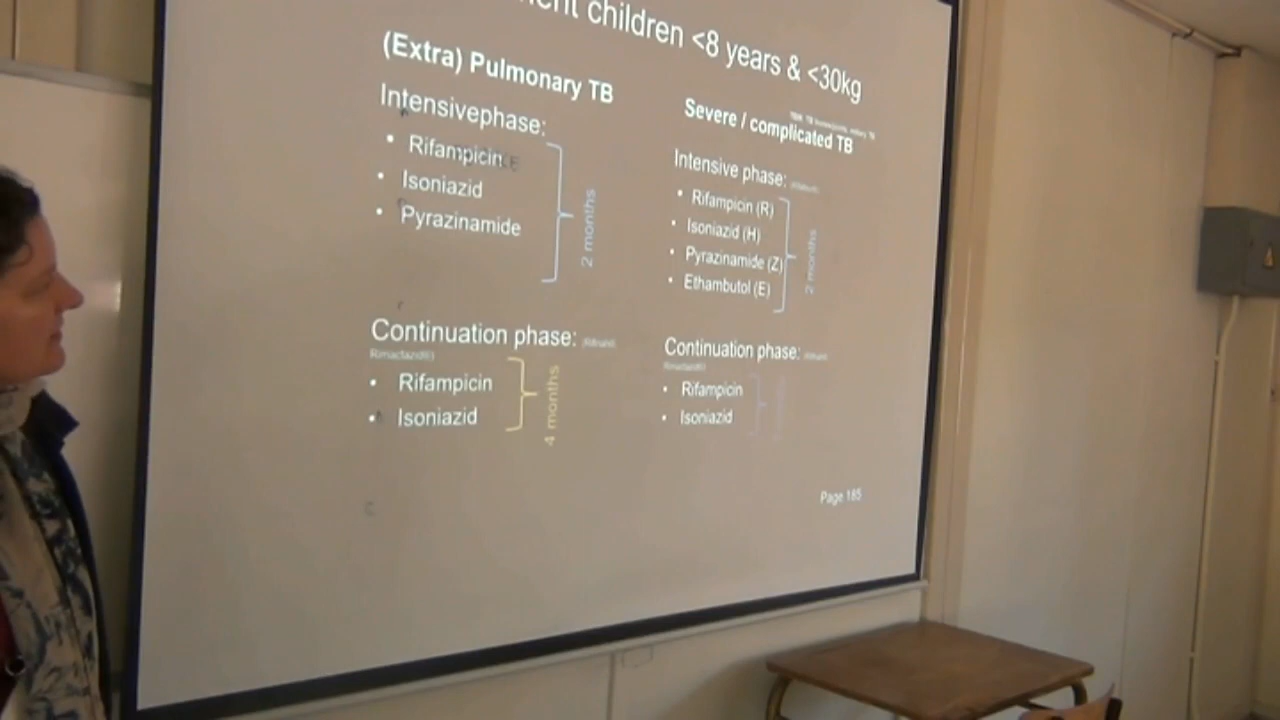 children <8 years & <30kg
(Extra) Pulmonary TB
Intensivephase:
• Rifampicin
• Isoniazid
• Pyrazinamide
2 months
Continuation phase:
• Rifampicin
• Isoniazid
4 months
Severe / complicated TB
Intensive phase:
• Rifampicin (R)
• Isoniazid (H)
• Pyrazinamide (Z)
• Ethambutol (E)
2 months
Continuation phase:
• Rifampicin
• Isoniazid
Page 185